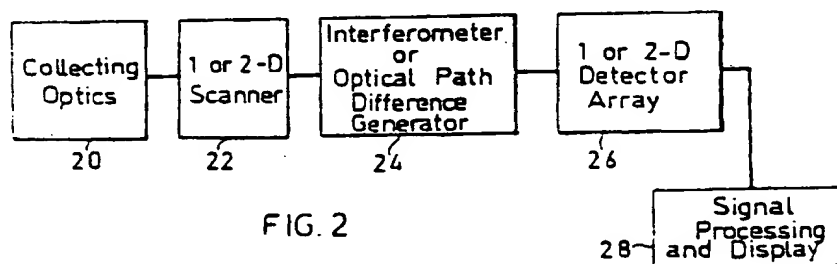 Collecting
Optics
20
1 or 2-D
Scanner
22
Interferometer
or
Optical Path
Difference
Generator
24
1 or 2-D
Detector
Array
26
Signal
Processing
and Display
28
FIG. 2